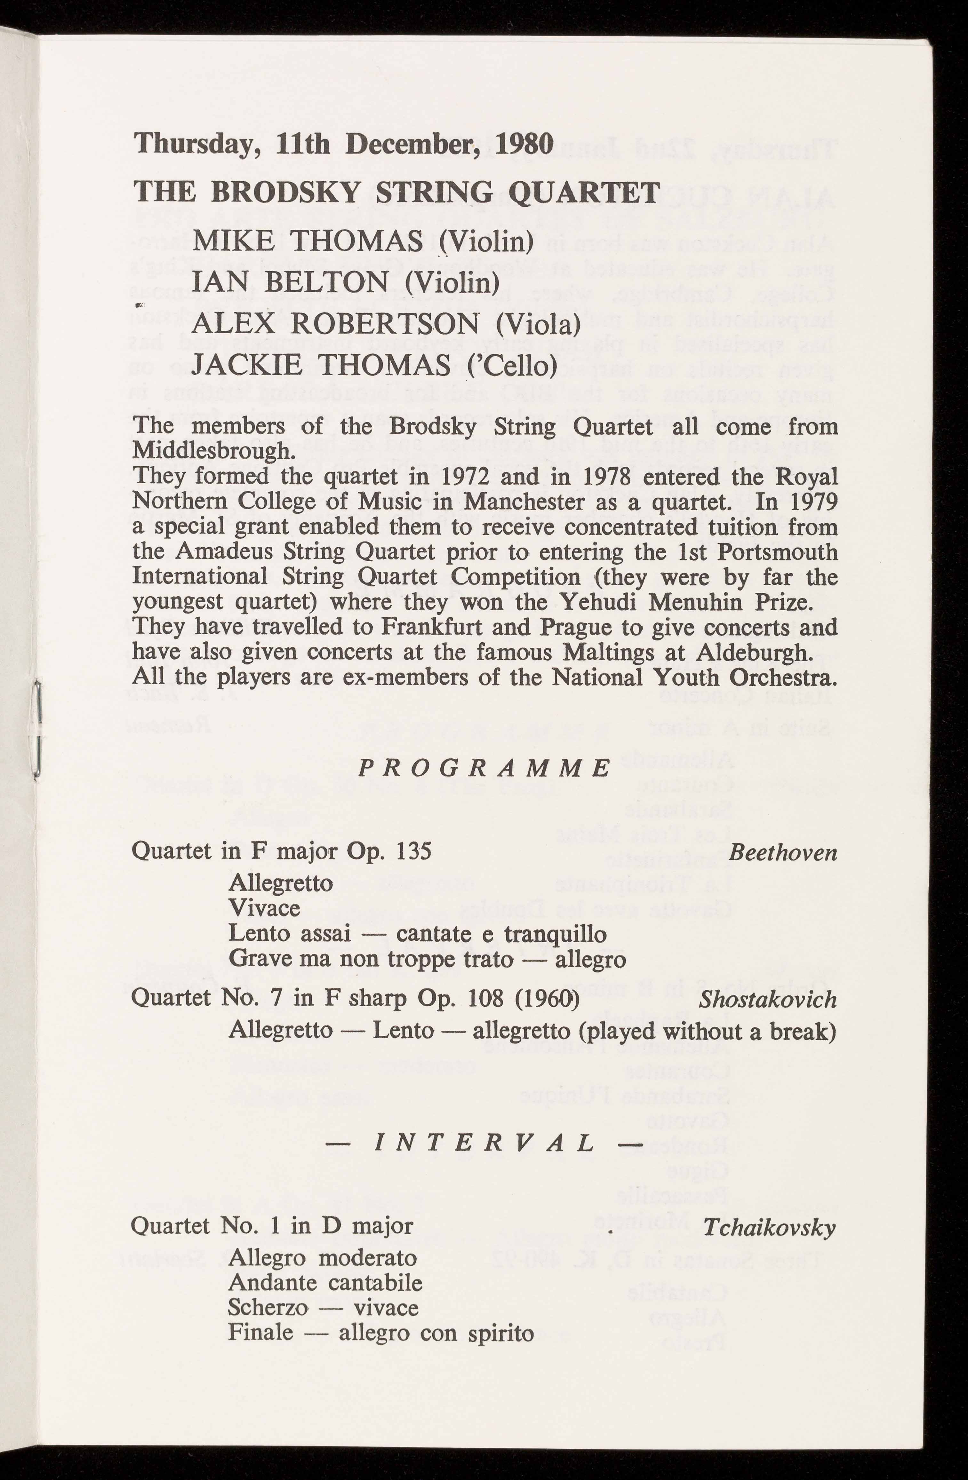 Thursday, 11th December, 1980
THE BRODSKY STRING QUARTET
MIKE THOMAS (Violin)
IAN BELTON (Violin)
ALEX ROBERTSON (Viola)
JACKIE THOMAS ('Cello)
The members of the Brodsky String Quartet all come from
Middlesbrough.
They formed the quartet in 1972 and in 1978 entered the Royal
Northern College of Music in Manchester as a quartet. In 1979
a special grant enabled them to receive concentrated tuition from
the Amadeus String Quartet prior to entering the 1st Portsmouth
International String Quartet Competition (they were by far the
youngest quartet) where they won the Yehudi Menuhin Prize.
They have travelled to Frankfurt and Prague to give concerts and
have also given concerts at the famous Maltings at Aldeburgh.
All the players are ex-members of the National Youth Orchestra.
PROGRAMME
Quartet in F major Op. 135 Beethoven
Allegretto
Vivace
Lento assai — cantate e tranquillo
Grave ma non troppe trato — allegro
Quartet No. 7 in F sharp Op. 108 (1960) Shostakovich
Allegretto — Lento — allegretto (played without a break)
— INTERVAL —
Quartet No. 1 in D major Tchaikovsky
Allegro moderato
Andante cantabile
Scherzo — vivace
Finale — allegro con spirito